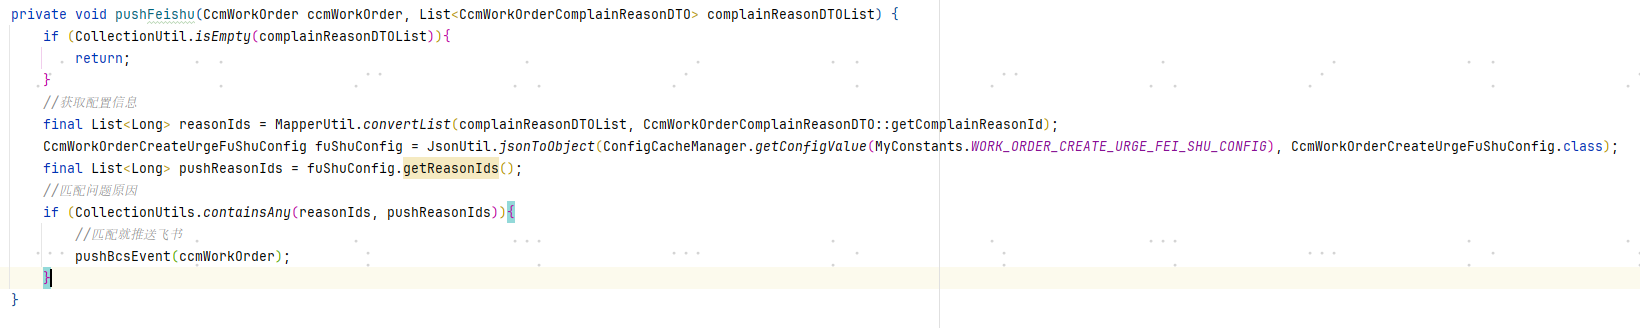 private void pushFeishu(CcmWorkOrder ccmWorkOrder, List<CcmWorkOrderComplainReasonDTO> complainReasonDTOList) {
if (CollectionUtil.isEmpty(complainReasonDTOList)){
return;
}
//获取配置信息
final List<Long> reasonIds = MapperUtil.convertList(complainReasonDTOList, CcmWorkOrderComplainReasonDTO::getComplainReasonId);
CcmWorkOrderCreateUrgeFuShuConfig fuShuConfig = JsonUtil.jsonToObject(ConfigCacheManager.getConfigValue(MyConstants.WORK_ORDER_CREATE_URGE_FEI_SHU_CONFIG), CcmWorkOrderCreateUrgeFuShuConfig.class);
final List<Long> pushReasonIds = fuShuConfig.getReasonIds();
//匹配问题原因
if (CollectionUtils.containsAny(reasonIds, pushReasonIds)){
//匹配就推送飞书
pushBcsEvent(ccmWorkOrder);
}
}